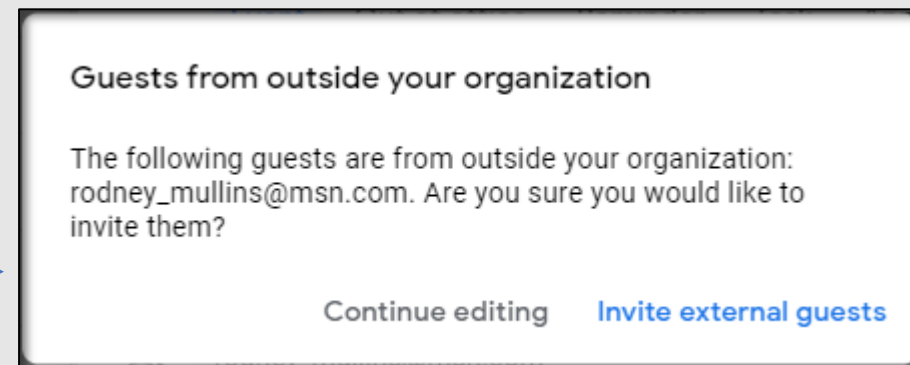 Guests from outside your organization
The following guests are from outside your organization:
rodney_mullins@msn.com. Are you sure you would like to
invite them?
Continue editing Invite external guests